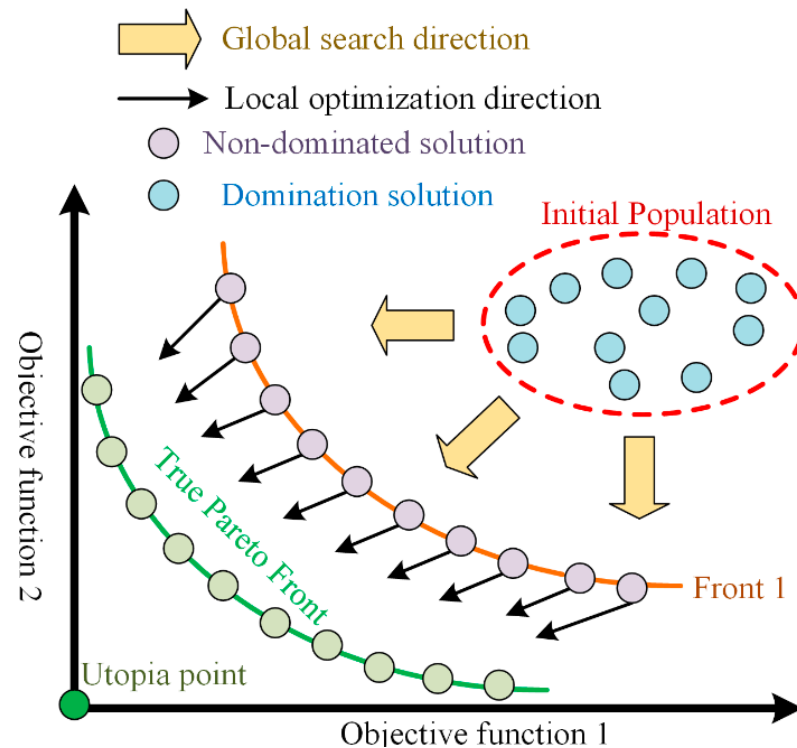 Global search direction
Local optimization direction
Non-dominated solution
Domination solution
Initial Population
Objective function 2
True Pareto Front
Front 1
Utopia point
Objective function 1